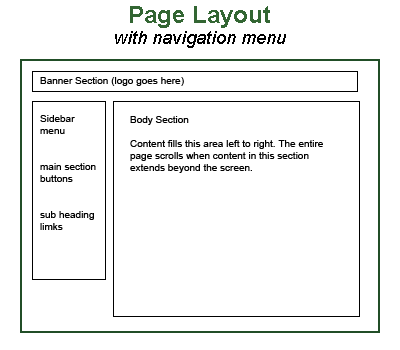 Page Layout
with navigation menu
Banner Section (logo goes here)
Sidebar
menu
main section
buttons
sub heading
limks
Body Section
Content fills this area left to right. The entire
page scrolls when content in this section
extends beyond the screen.